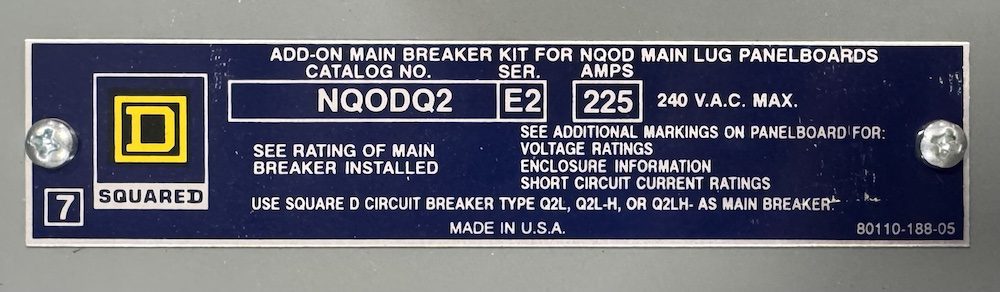 ADD-ON MAIN BREAKER KIT FOR NQOD MAIN LUG PANELBOARDS
CATALOG NO. SER. AMPS
NQODQ2 E2 225 240 V.A.C. MAX.
SEE RATING OF MAIN
BREAKER INSTALLED
SEE ADDITIONAL MARKINGS ON PANELBOARD FOR:
VOLTAGE RATINGS
ENCLOSURE INFORMATION
SHORT CIRCUIT CURRENT RATINGS
D
SQUARE D
7
USE SQUARE D CIRCUIT BREAKER TYPE Q2L, Q2L-H, OR Q2LH- AS MAIN BREAKER.
MADE IN U.S.A.
80110-188-05